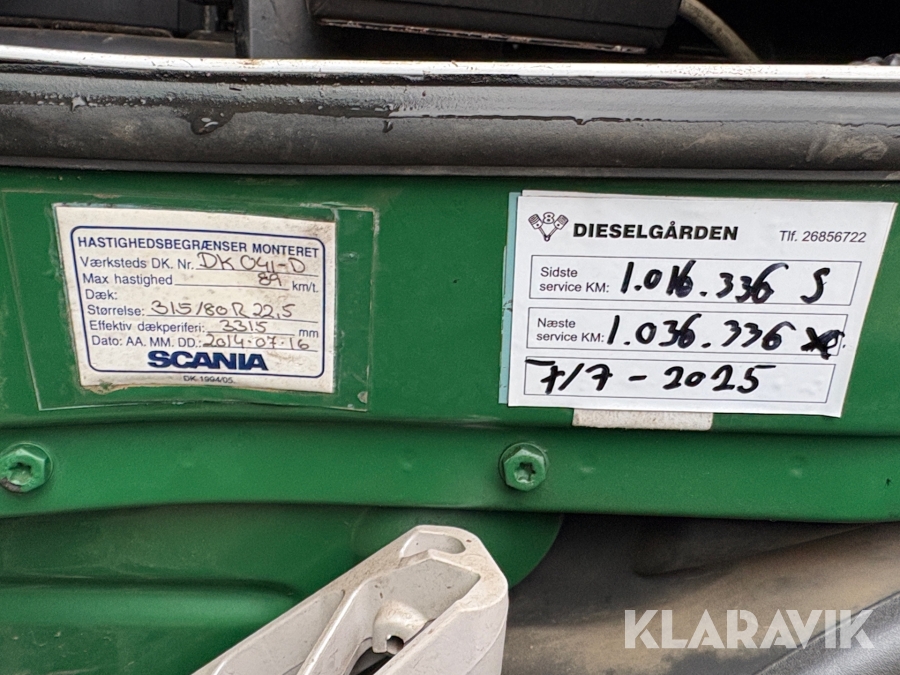 HASTIGHEDSBEGRÆNSER MONTERET
Værksteds DK. Nr. DK 041-D
Max hastighed 89 km/t.
Dæk:
Størrelse: 315/80 R 22,5
Effektiv dækperiferi: 3315 mm
Dato: AA. MM. DD.: 2014-07-16
SCANIA
DK 1994/05.
8 DIESELGÅRDEN Tlf. 26856722
Sidste
service KM: 1.016.336 S
Næste
service KM: 1.036.336
7/7-2025
KLARAVIK